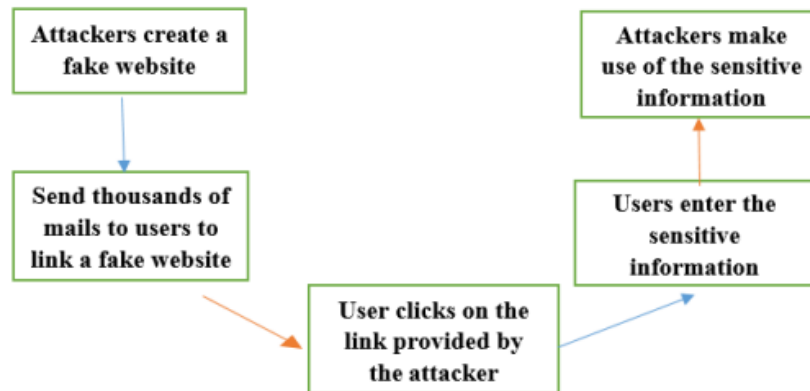 Attackers create a
fake website
Send thousands of
mails to users to
link a fake website
User clicks on the
link provided by
the attacker
Users enter the
sensitive
information
Attackers make
use of the sensitive
information